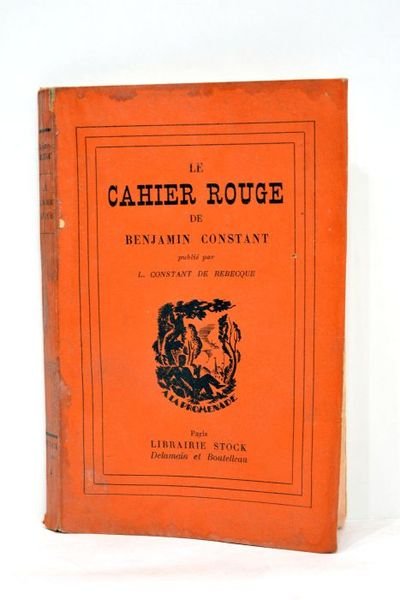 LE
CAHIER ROUGE
DE
BENJAMIN CONSTANT
publié par
L. CONSTANT DE REBECQUE
A LA PROMENADE
Paris
LIBRAIRIE STOCK
Delamain et Boutelleau